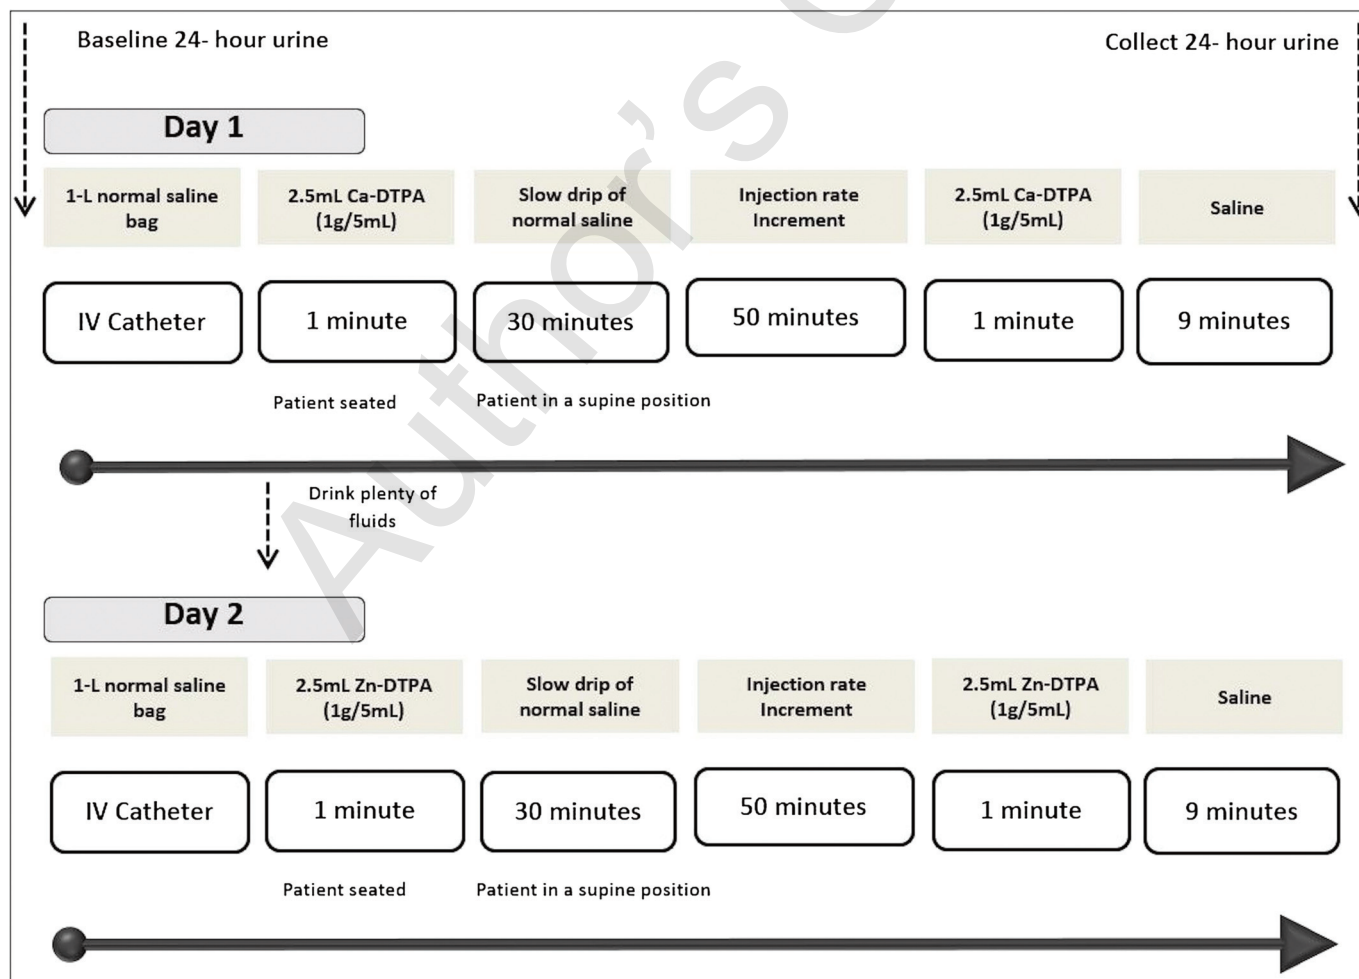 Baseline 24- hour urine
Collect 24- hour urine
Day 1
1-L normal saline
bag
2.5mL Ca-DTPA
(1g/5mL)
Slow drip of
normal saline
Injection rate
Increment
2.5mL Ca-DTPA
(1g/5mL)
Saline
IV Catheter
1 minute
30 minutes
50 minutes
1 minute
9 minutes
Patient seated
Patient in a supine position
Drink plenty of
fluids
Day 2
1-L normal saline
bag
2.5mL Zn-DTPA
(1g/5mL)
Slow drip of
normal saline
Injection rate
Increment
2.5mL Zn-DTPA
(1g/5mL)
Saline
IV Catheter
1 minute
30 minutes
50 minutes
1 minute
9 minutes
Patient seated
Patient in a supine position
Author's